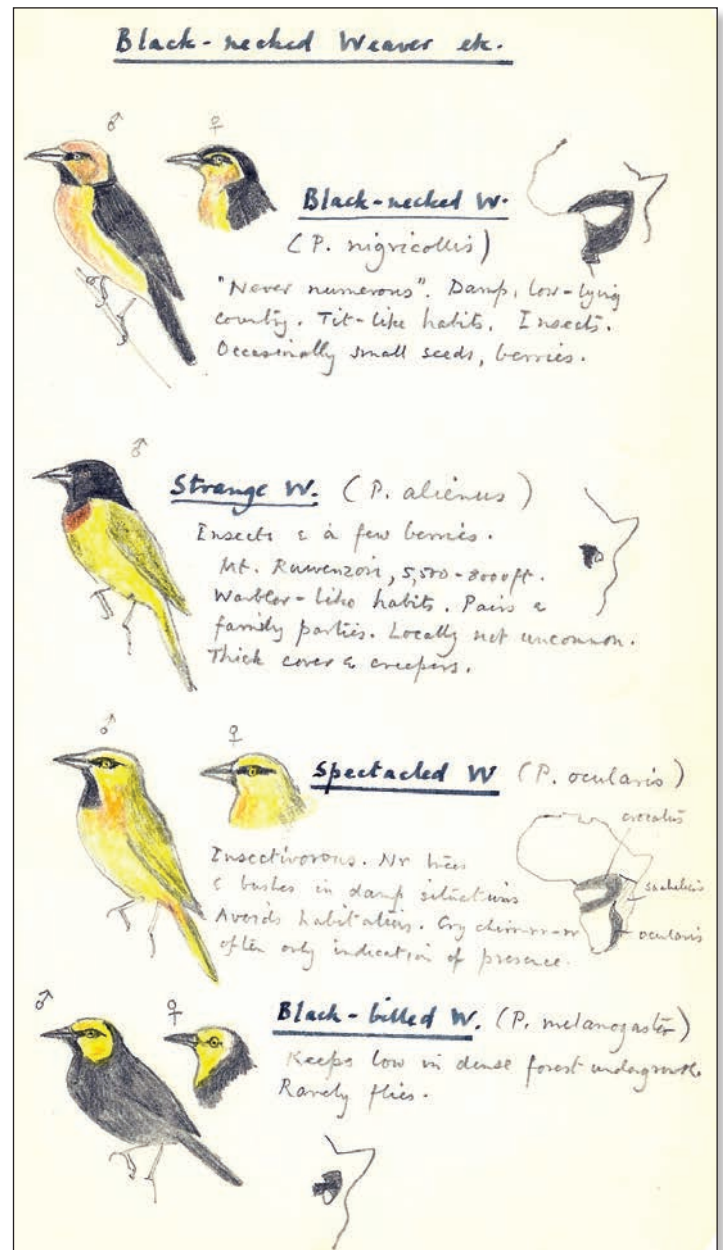 Black-necked Weaver etc.
♂ ♀
Black-necked W.
(P. nigricollis)
"Never numerous". Damp, low-lying
country. Tit-like habits. Insects.
Occasionally small seeds, berries.
♂
Strange W. (P. alienus)
Insects & a few berries.
Mt. Ruwenzori, 5,500-8000ft.
Warbler-like habits. Pairs &
family parties. Locally not uncommon.
Thick cover & creepers.
♂ ♀
Spectacled W (P. ocularis)
crocatus
suahelicus
ocularis
Insectivorous. Nr trees
& bushes in damp situations
Avoids habitations. Cry
often only indication of presence.
♂ ♀
Black-billed W. (P. melanogaster)
Keeps low in dense forest undergrowth.
Rarely flies.